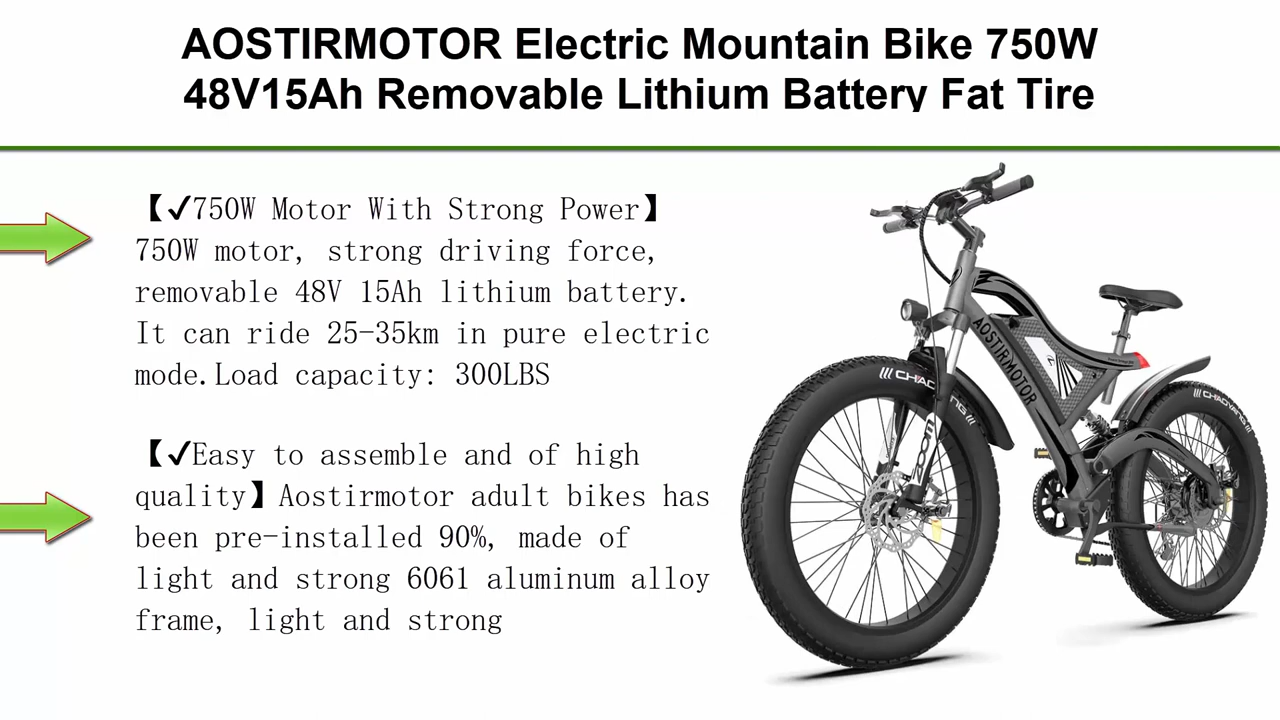 AOSTIRMOTOR Electric Mountain Bike 750W
48V15Ah Removable Lithium Battery Fat Tire
【✓750W Motor With Strong Power】
750W motor, strong driving force,
removable 48V 15Ah lithium battery.
It can ride 25-35km in pure electric
mode.Load capacity: 300LBS
【✓Easy to assemble and of high
quality】Aostirmotor adult bikes has
been pre-installed 90%, made of
light and strong 6061 aluminum alloy
frame, light and strong
AOSTIRMOTOR
CHAOYANG
ZOOM
CHAOYANG